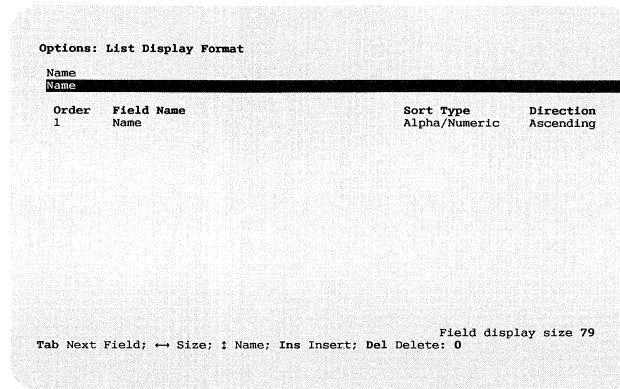 Options: List Display Format
Name
Name
Order Field Name Sort Type Direction
1 Name Alpha/Numeric Ascending
Field display size 79
Tab Next Field; ↔ Size; ↕ Name; Ins Insert; Del Delete: 0